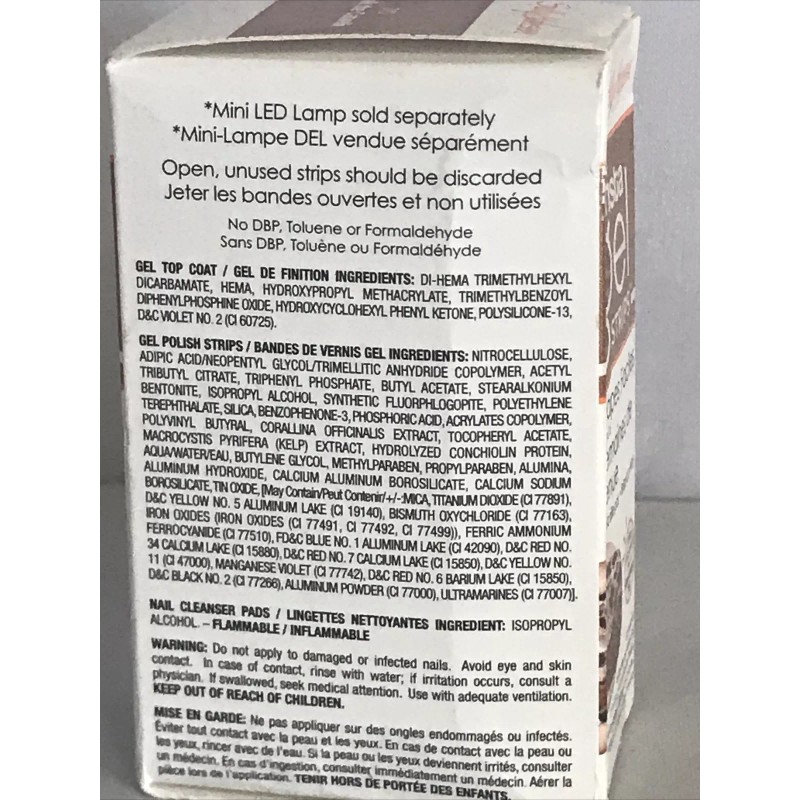 *Mini LED Lamp sold separately
*Mini-Lampe DEL vendue séparément
Open, unused strips should be discarded
Jeter les bandes ouvertes et non utilisées
No DBP, Toluene or Formaldehyde
Sans DBP, Toluène ou Formaldéhyde
GEL TOP COAT / GEL DE FINITION INGREDIENTS: DI-HEMA TRIMETHYLHEXYL
DICARBAMATE, HEMA, HYDROXYPROPYL METHACRYLATE, TRIMETHYLBENZOYL
DIPHENYLPHOSPHINE OXIDE, HYDROXYCYCLOHEXYL PHENYL KETONE, POLYSILICONE-13,
D&C VIOLET NO. 2 (CI 60725).
GEL POLISH STRIPS / BANDES DE VERNIS GEL INGREDIENTS: NITROCELLULOSE,
ADIPIC ACID/NEOPENTYL GLYCOL/TRIMELLITIC ANHYDRIDE COPOLYMER, ACETYL
TRIBUTYL CITRATE, TRIPHENYL PHOSPHATE, BUTYL ACETATE, STEARALKONIUM
BENTONITE, ISOPROPYL ALCOHOL, SYNTHETIC FLUORPHLOGOPITE, POLYETHYLENE
TEREPHTHALATE, SILICA, BENZOPHENONE-3, PHOSPHORIC ACID, ACRYLATES COPOLYMER,
POLYVINYL BUTYRAL, CORALLINA OFFICINALIS EXTRACT, TOCOPHERYL ACETATE,
MACROCYSTIS PYRIFERA (KELP) EXTRACT, HYDROLYZED CONCHIOLIN PROTEIN,
AQUA/WATER/EAU, BUTYLENE GLYCOL, METHYLPARABEN, PROPYLPARABEN, ALUMINA,
ALUMINUM HYDROXIDE, CALCIUM ALUMINUM BOROSILICATE, CALCIUM SODIUM
BOROSILICATE, TIN OXIDE, [May Contain/Peut Contenir/+/-:MICA, TITANIUM DIOXIDE (CI 77891),
D&C YELLOW NO. 5 ALUMINUM LAKE (CI 19140), BISMUTH OXYCHLORIDE (CI 77163),
IRON OXIDES (IRON OXIDES (CI 77491, CI 77492, CI 77499)), FERRIC AMMONIUM
FERROCYANIDE (CI 77510), FD&C BLUE NO. 1 ALUMINUM LAKE (CI 42090), D&C RED NO.
34 CALCIUM LAKE (CI 15880), D&C RED NO. 7 CALCIUM LAKE (CI 15850), D&C YELLOW NO.
11 (CI 47000), MANGANESE VIOLET (CI 77742), D&C RED NO. 6 BARIUM LAKE (CI 15850),
D&C BLACK NO. 2 (CI 77266), ALUMINUM POWDER (CI 77000), ULTRAMARINES (CI 77007)].
NAIL CLEANSER PADS / LINGETTES NETTOYANTES INGREDIENT: ISOPROPYL
ALCOHOL. – FLAMMABLE / INFLAMMABLE
WARNING: Do not apply to damaged or infected nails. Avoid eye and skin
contact. In case of contact, rinse with water; if irritation occurs, consult a
physician. If swallowed, seek medical attention. Use with adequate ventilation.
KEEP OUT OF REACH OF CHILDREN.
MISE EN GARDE: Ne pas appliquer sur des ongles endommagés ou infectés.
Éviter tout contact avec la peau et les yeux. En cas de contact avec la peau ou
les yeux, rincer avec de l'eau. Si la peau ou les yeux deviennent irrités, consulter
un médecin. En cas d'ingestion, consulter immédiatement un médecin. Aérer la
pièce lors de l'application. TENIR HORS DE PORTÉE DES ENFANTS.
STRIPS